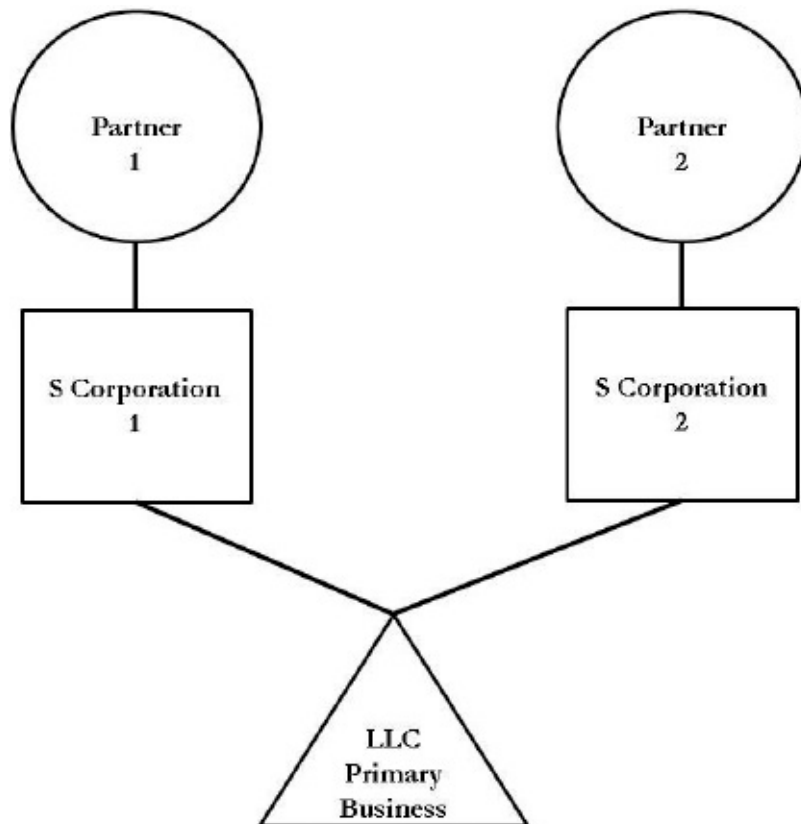 Partner
1
Partner
2
S Corporation
1
S Corporation
2
LLC
Primary
Business